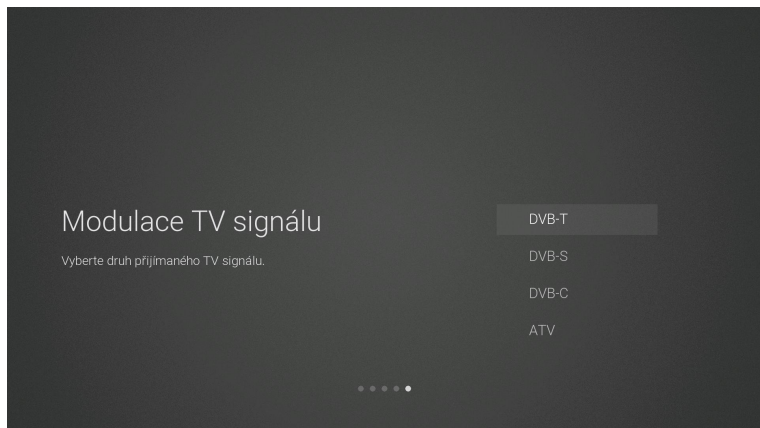 Modulace TV signálu
Vyberte druh přijímaného TV signálu.
DVB-T
DVB-S
DVB-C
ATV